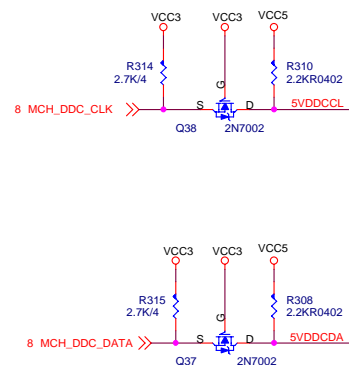 VCC3 VCC3 VCC5
R314 R310
2.7K/4 2.2KR0402
G
8 MCH_DDC_CLK S D 5VDDCCL
Q38 2N7002
VCC3 VCC3 VCC5
R315 R308
2.7K/4 2.2KR0402
G
8 MCH_DDC_DATA S D 5VDDCDA
Q37 2N7002